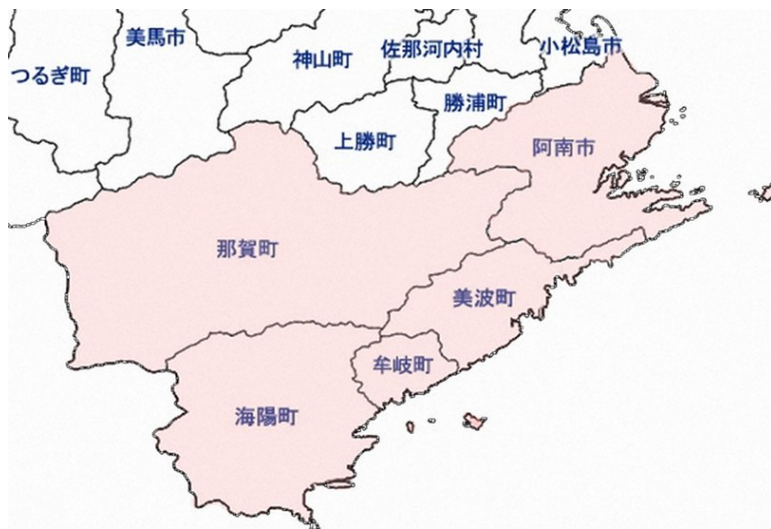 美馬市
佐那河内村
小松島市
神山町
つるぎ町
勝浦町
上勝町
阿南市
那賀町
美波町
牟岐町
海陽町